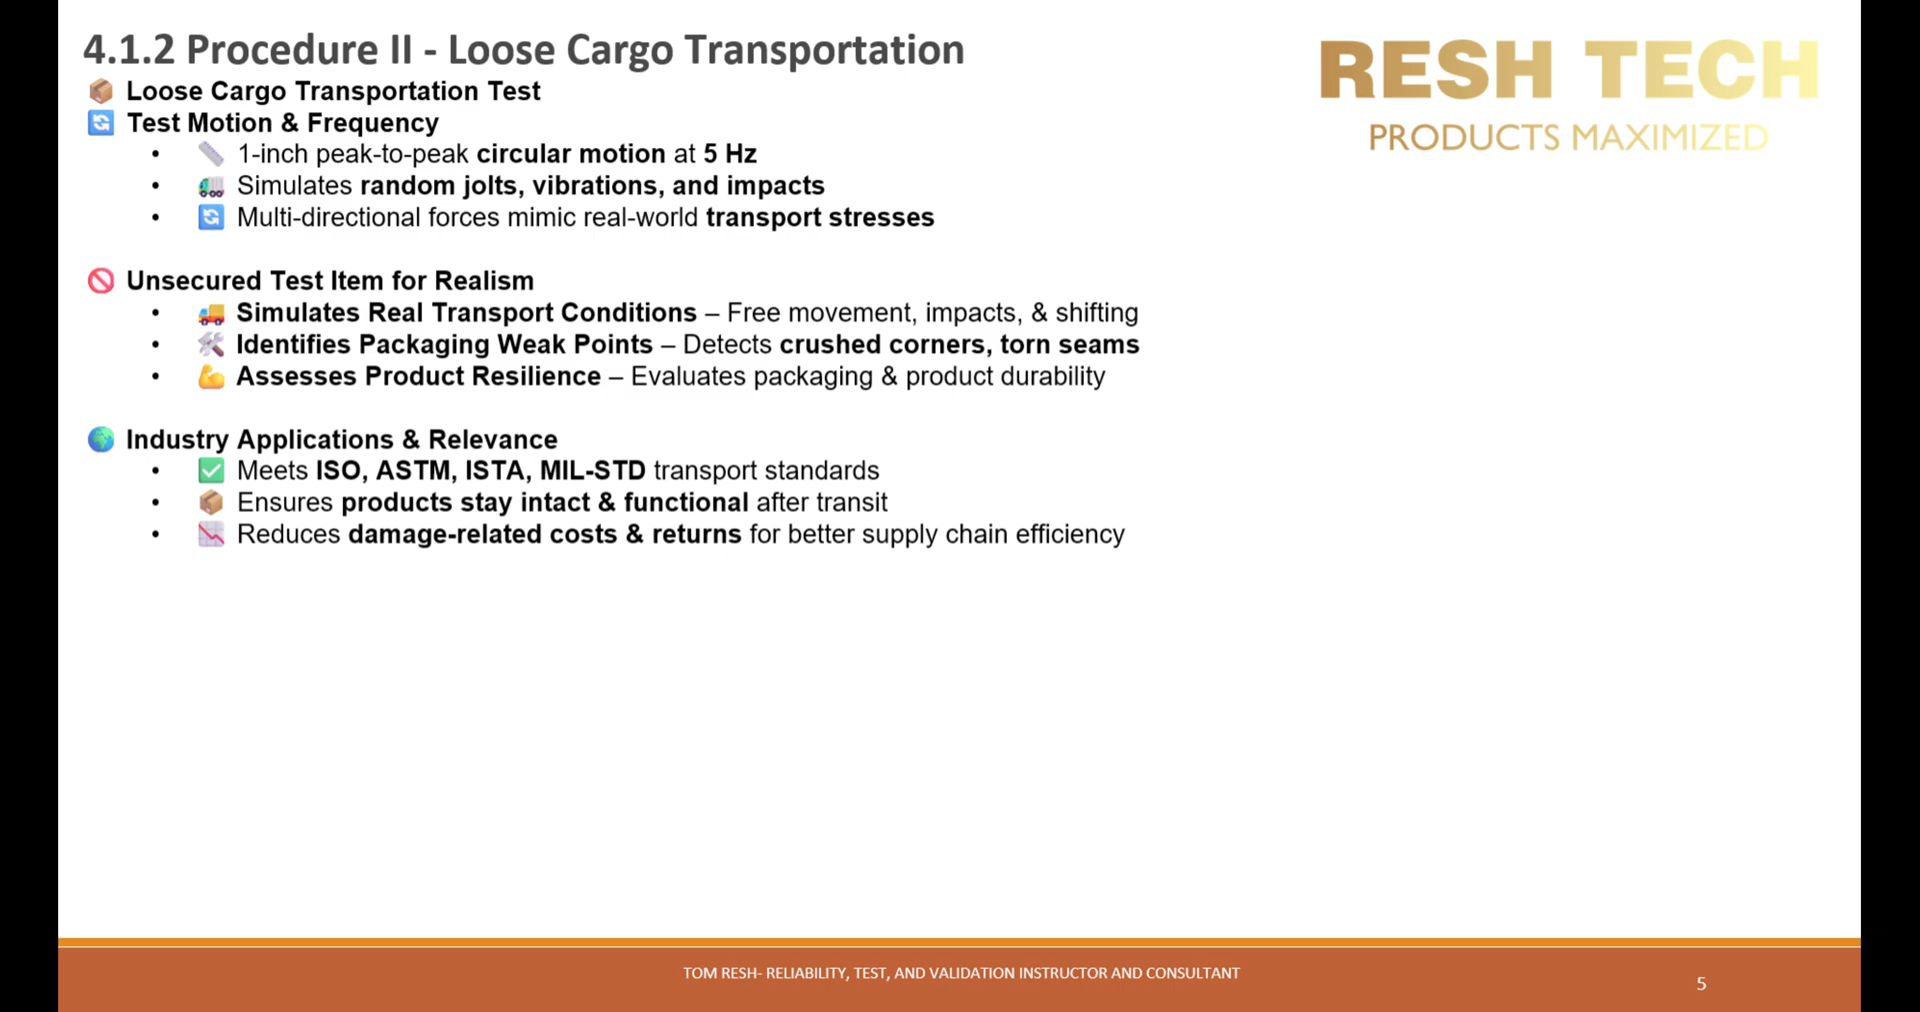 4.1.2 Procedure II - Loose Cargo Transportation
RESH TECH
PRODUCTS MAXIMIZED
📦 Loose Cargo Transportation Test
🔄 Test Motion & Frequency
• 📏 1-inch peak-to-peak circular motion at 5 Hz
• 🚛 Simulates random jolts, vibrations, and impacts
• 🔄 Multi-directional forces mimic real-world transport stresses
🚫 Unsecured Test Item for Realism
• 🚚 Simulates Real Transport Conditions – Free movement, impacts, & shifting
• 🛠 Identifies Packaging Weak Points – Detects crushed corners, torn seams
• 💪 Assesses Product Resilience – Evaluates packaging & product durability
🌍 Industry Applications & Relevance
• ✅ Meets ISO, ASTM, ISTA, MIL-STD transport standards
• 📦 Ensures products stay intact & functional after transit
• 📉 Reduces damage-related costs & returns for better supply chain efficiency
TOM RESH- RELIABILITY, TEST, AND VALIDATION INSTRUCTOR AND CONSULTANT
5